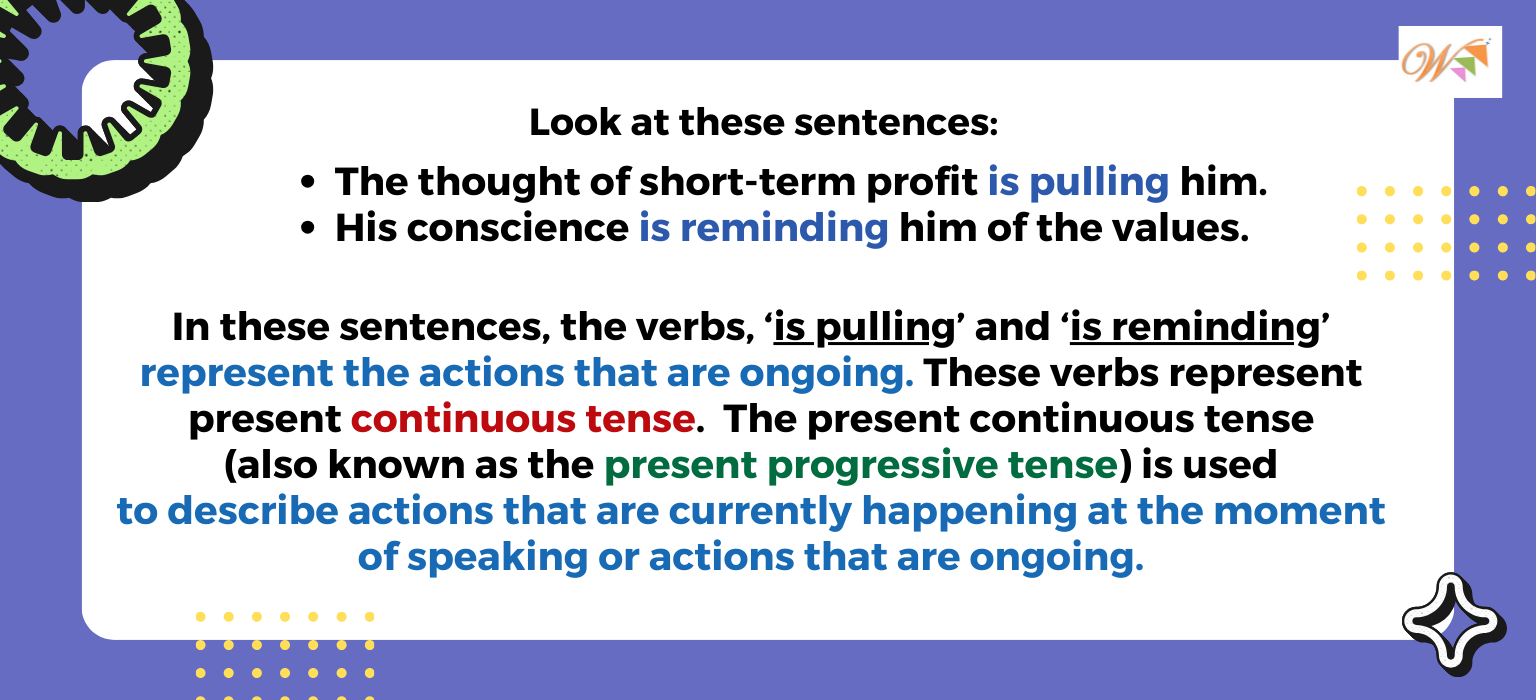 W
Look at these sentences:
• The thought of short-term profit is pulling him.
• His conscience is reminding him of the values.
In these sentences, the verbs, ‘is pulling’ and ‘is reminding’
represent the actions that are ongoing. These verbs represent
present continuous tense.  The present continuous tense
(also known as the present progressive tense) is used
to describe actions that are currently happening at the moment
of speaking or actions that are ongoing.